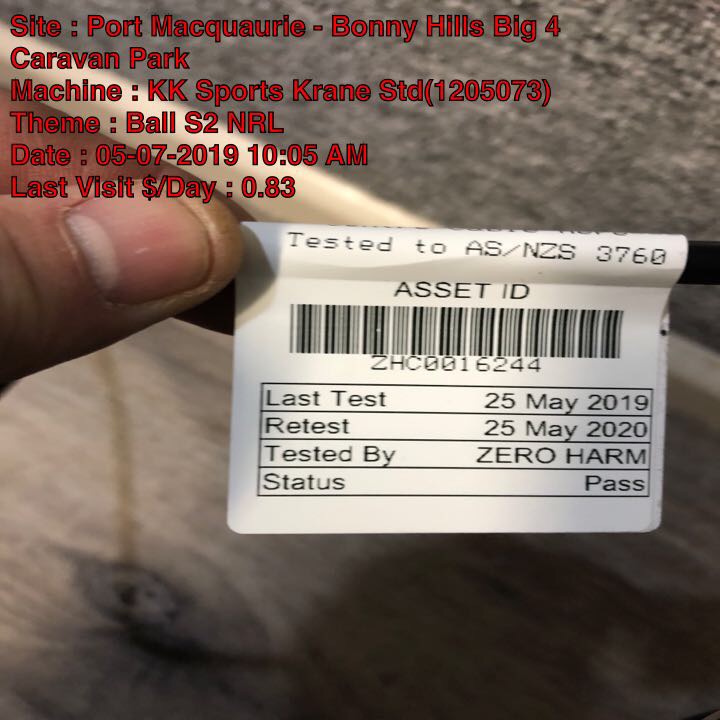 Site : Port Macquaurie - Bonny Hills Big 4
Caravan Park
Machine : KK Sports Krane Std(1205073)
Theme : Ball S2 NRL
Date : 05-07-2019 10:05 AM
Last Visit $/Day : 0.83
Tested to AS/NZS 3760
ASSET ID
ZHC0016244
Last Test 25 May 2019
Retest 25 May 2020
Tested By ZERO HARM
Status Pass